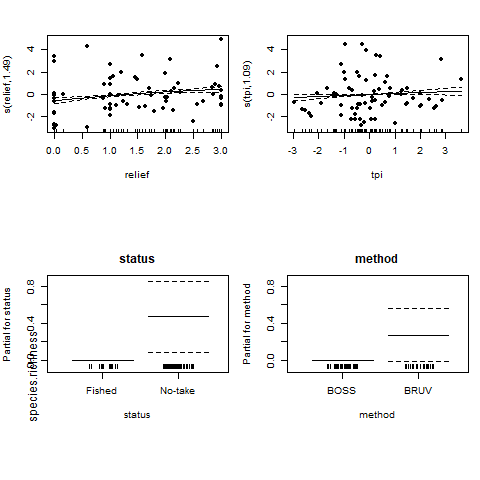 s(relief,1.49)
4
2
0
-2
0.0 0.5 1.0 1.5 2.0 2.5 3.0
relief
s(tpi,1.09)
4
2
0
-2
-3 -2 -1 0 1 2 3
tpi
status
Partial for status
0.8
0.4
0.0
Fished No-take
status
species.richness
method
Partial for method
0.8
0.4
0.0
BOSS BRUV
method